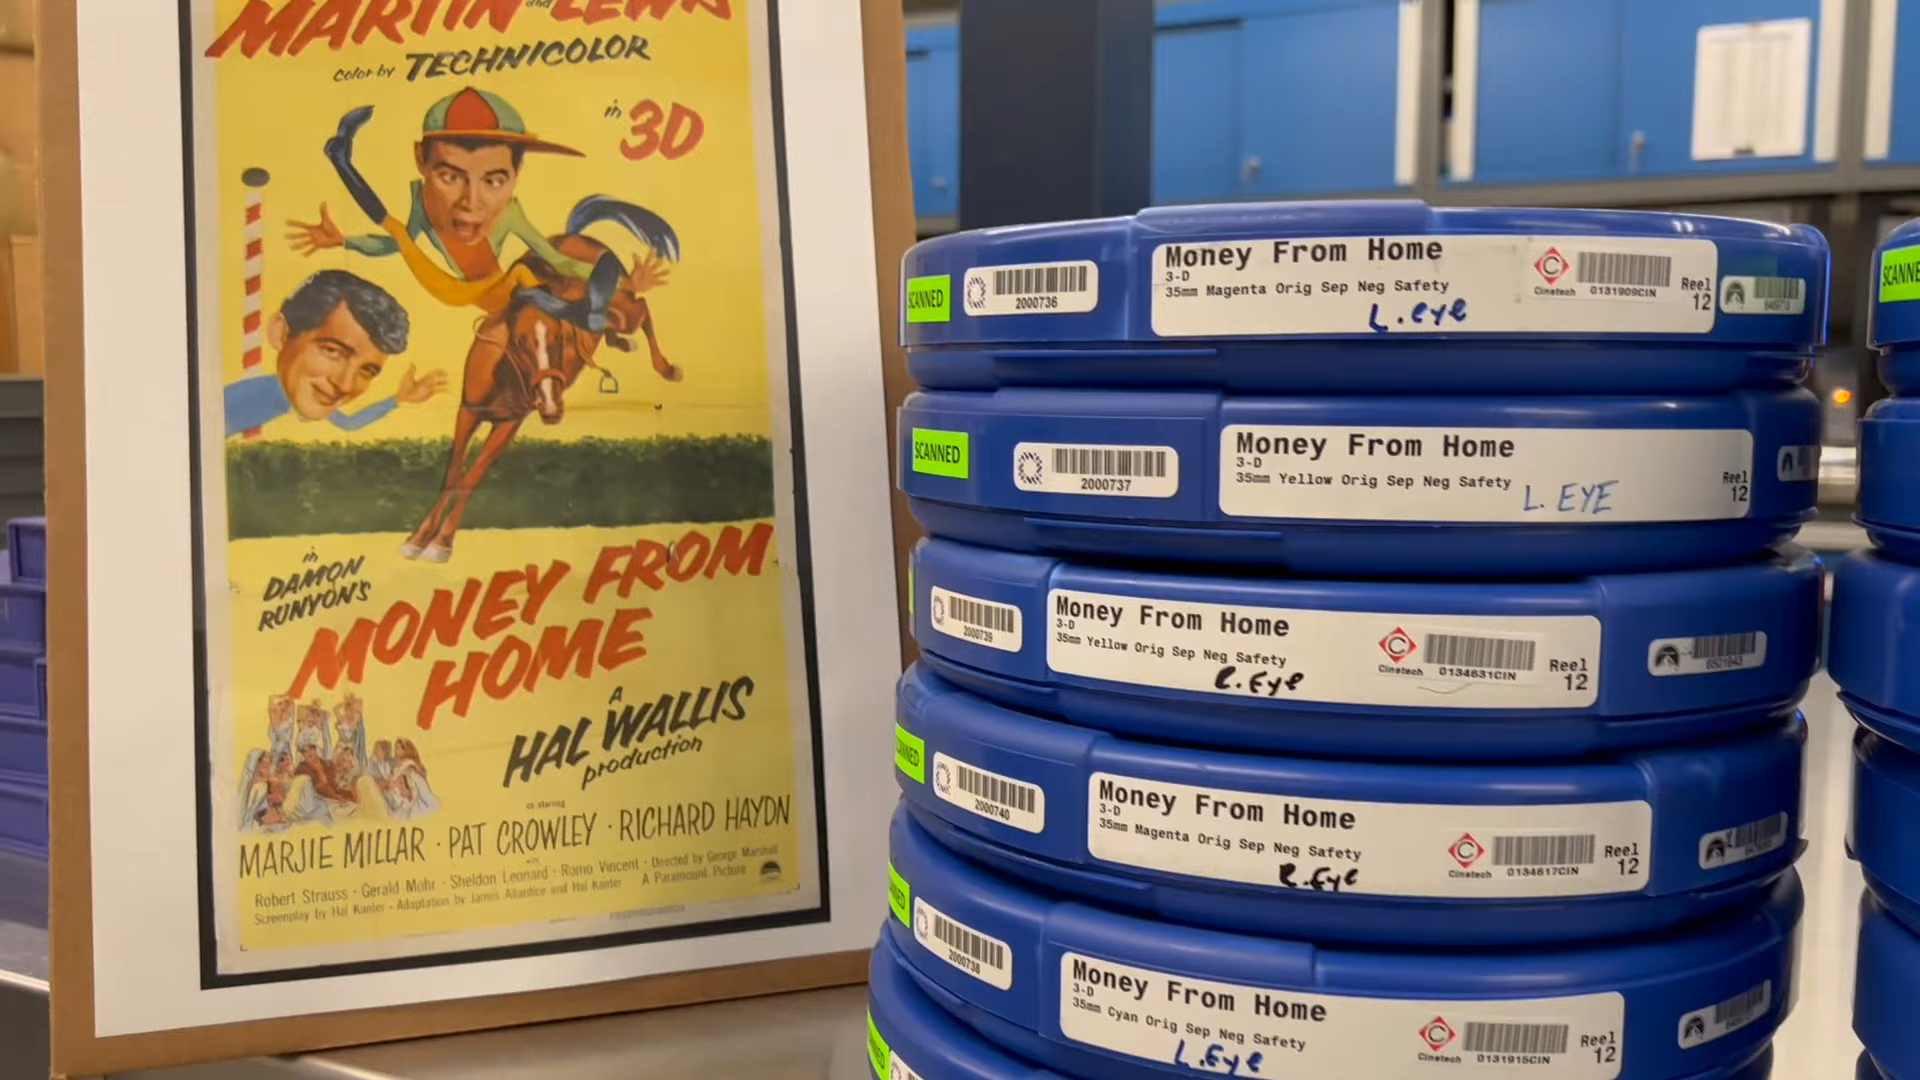 MARTIN and LEWIS
color by TECHNICOLOR
in 3D
in
DAMON
RUNYON'S
MONEY FROM
HOME
A
HAL WALLIS
production
co-starring
MARJIE MILLAR · PAT CROWLEY · RICHARD HAYDN
with
Robert Strauss · Gerald Mohr · Sheldon Leonard · Romo Vincent · Directed by George Marshall
Screenplay by Hal Kanter · Adaptation by James Allardice and Hal Kanter
A Paramount Picture
SCANNED
2000736
Money From Home
3-D
35mm Magenta Orig Sep Neg Safety
L. eye
Cinetech
0131909CIN
Reel
12
SCANNED
2000737
Money From Home
3-D
35mm Yellow Orig Sep Neg Safety
L. EYE
Reel
12
2000739
Money From Home
3-D
35mm Yellow Orig Sep Neg Safety
R. Eye
Cinetech
0134631CIN
Reel
12
2000740
Money From Home
3-D
35mm Magenta Orig Sep Neg Safety
R. Eye
Cinetech
0134617CIN
Reel
12
2000738
Money From Home
3-D
35mm Cyan Orig Sep Neg Safety
L. Eye
Cinetech
0131915CIN
Reel
12